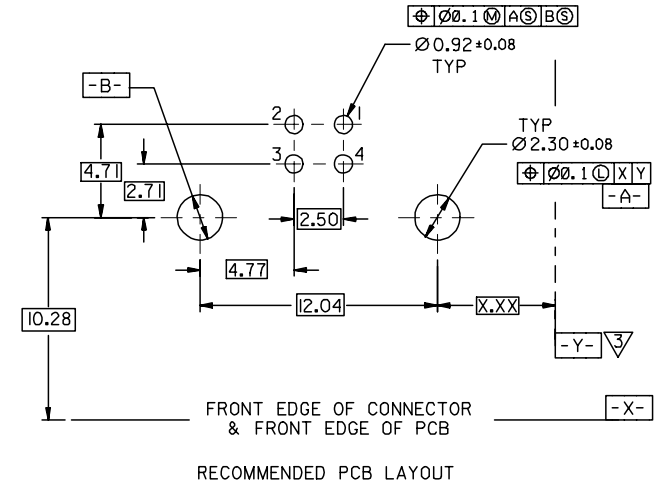 ⌖ Ø0.1 Ⓜ A Ⓢ B Ⓢ
Ø0.92 ±0.08
TYP
-B-
2 1
3 4
TYP
Ø2.30 ±0.08
⌖ Ø0.1 Ⓛ X Y
-A-
4.71
2.71
2.50
4.77
12.04
X.XX
10.28
-Y- 3
FRONT EDGE OF CONNECTOR
& FRONT EDGE OF PCB
-X-
RECOMMENDED PCB LAYOUT